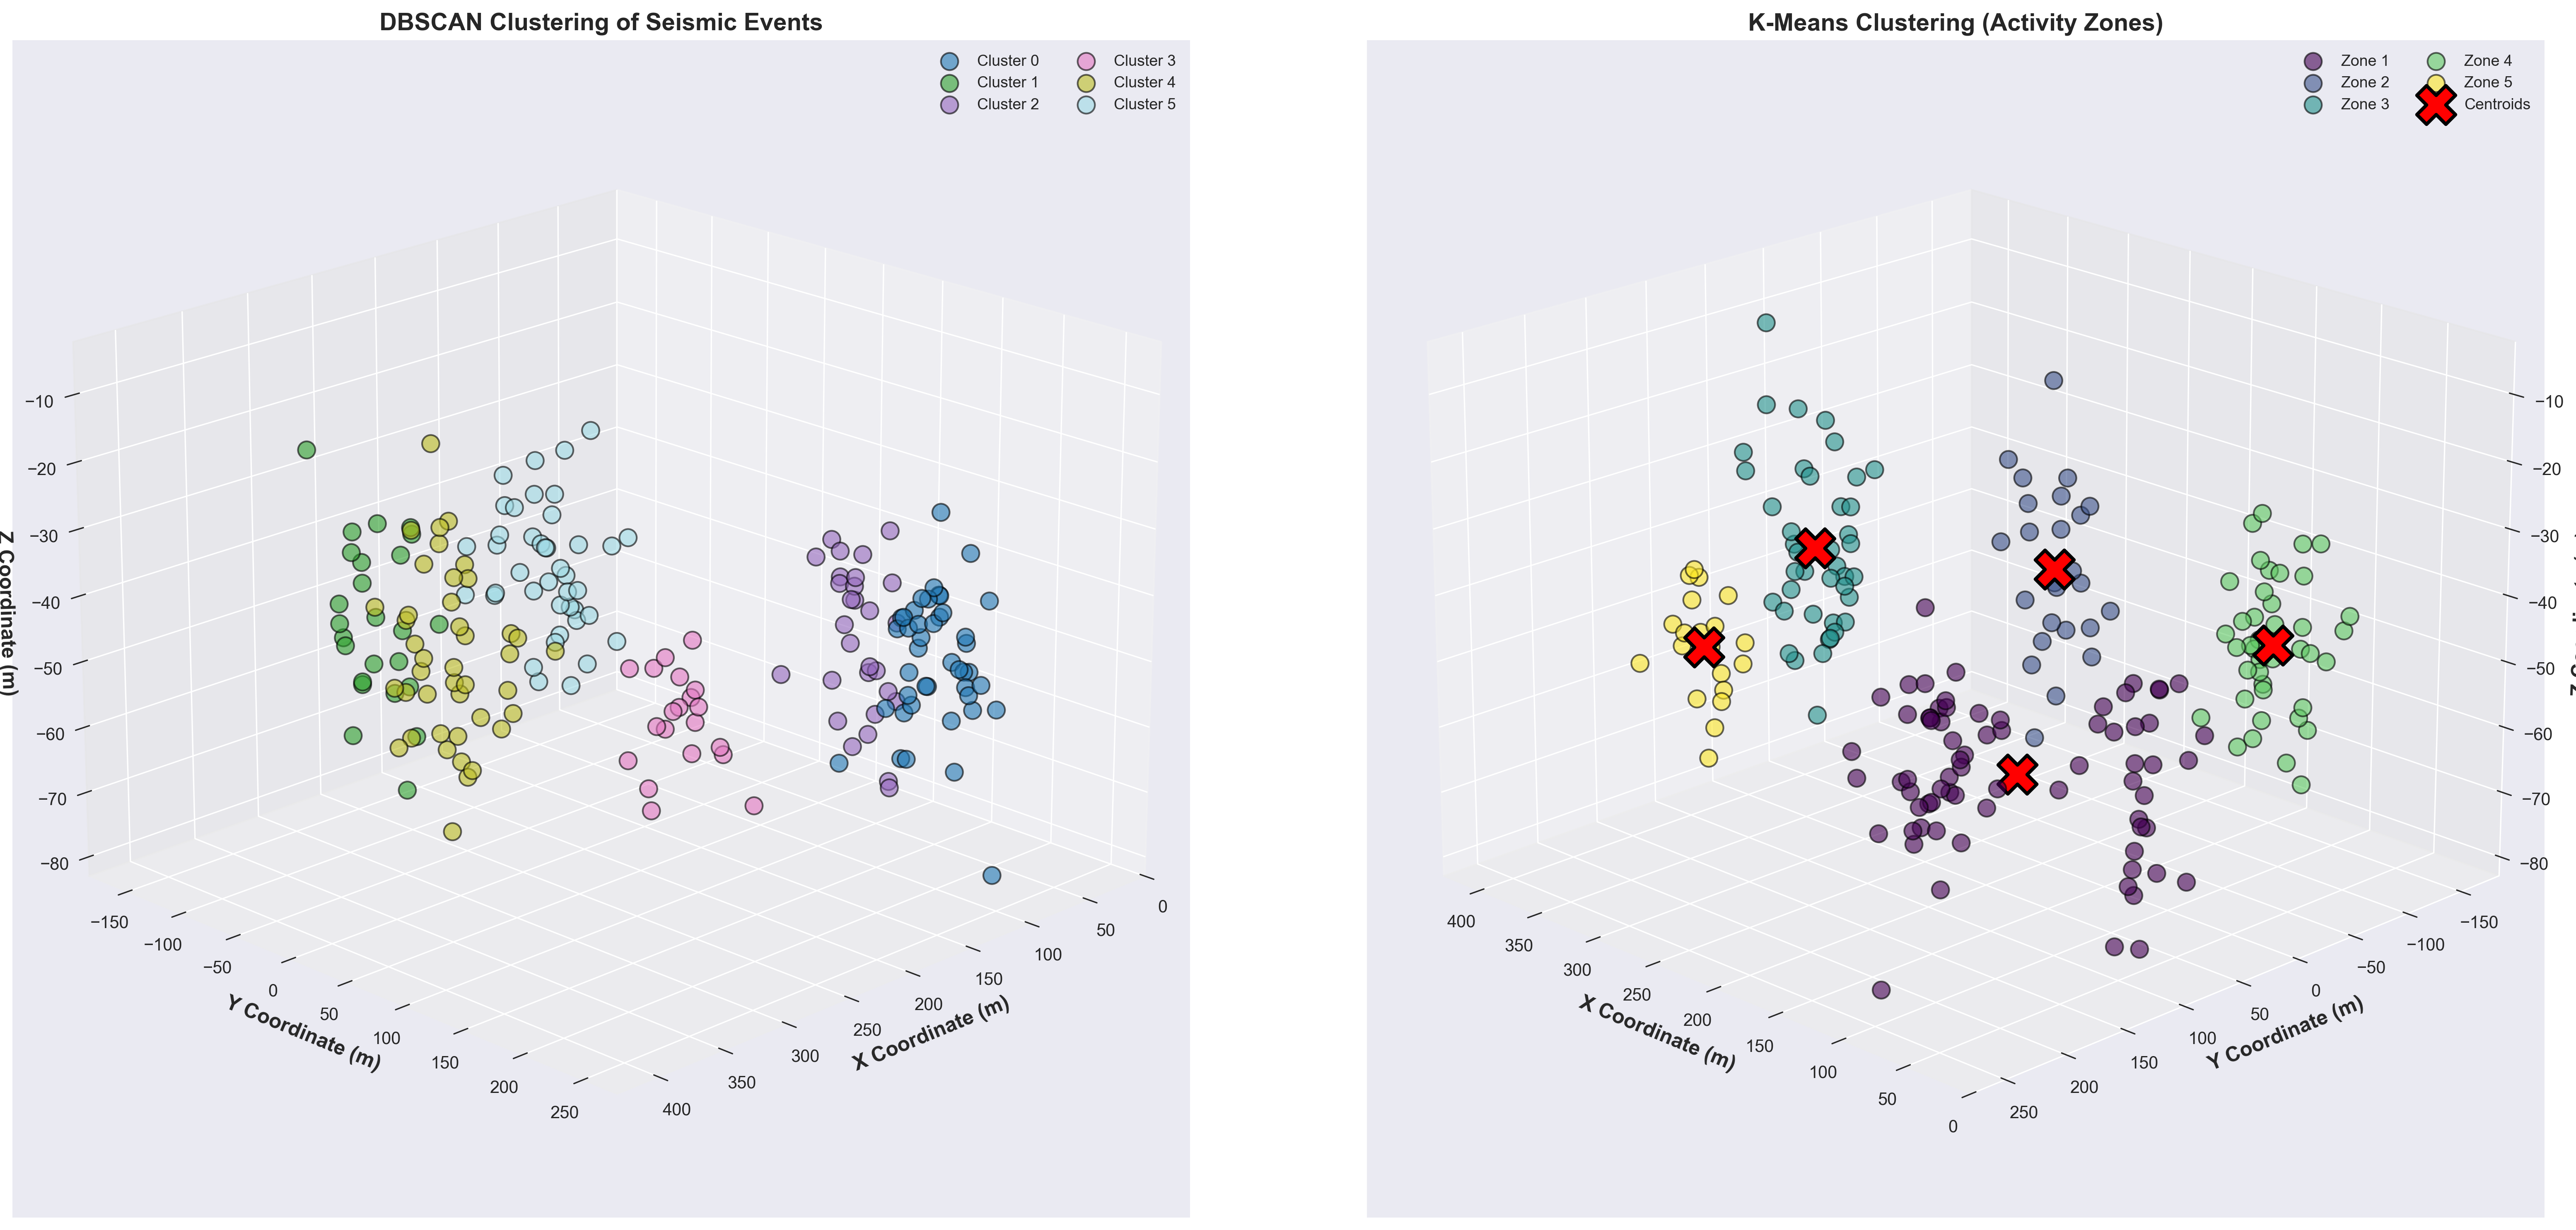 DBSCAN Clustering of Seismic Events
Cluster 0
Cluster 1
Cluster 2
Cluster 3
Cluster 4
Cluster 5
−10
−20
−30
−40
−50
−60
−70
−80
Z Coordinate (m)
−150
−100
−50
0
50
100
150
200
250
Y Coordinate (m)
0
50
100
150
200
250
300
350
400
X Coordinate (m)
K-Means Clustering (Activity Zones)
Zone 1
Zone 2
Zone 3
Zone 4
Zone 5
Centroids
400
350
300
250
200
150
100
50
0
X Coordinate (m)
−150
−100
−50
0
50
100
150
200
250
Y Coordinate (m)
−10
−20
−30
−40
−50
−60
−70
−80